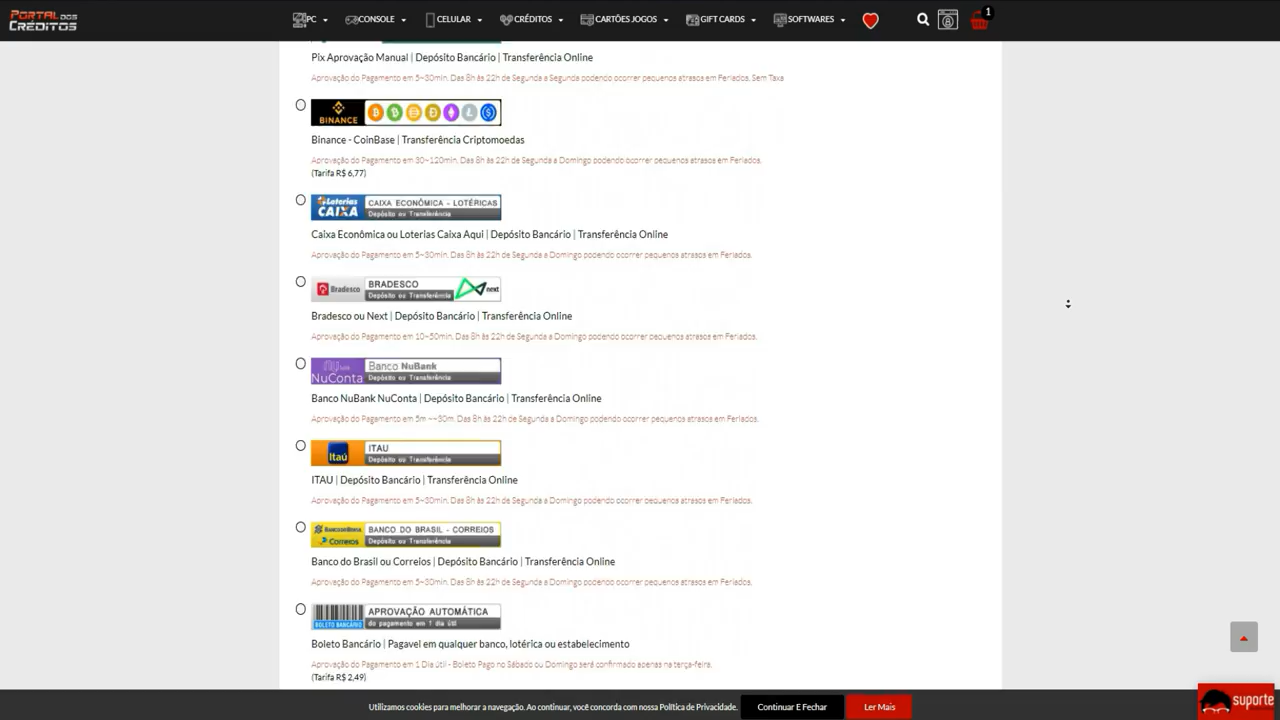 PORTAL DOS
CRÉDITOS
PC
CONSOLE
CELULAR
CRÉDITOS
CARTÕES JOGOS
GIFT CARDS
SOFTWARES
1
Pix Aprovação Manual | Depósito Bancário | Transferência Online
Aprovação do Pagamento em 5~30min. Das 8h às 22h de Segunda a Segunda podendo ocorrer pequenos atrasos em Feriados. Sem Taxa
BINANCE
Binance - CoinBase | Transferência Criptomoedas
Aprovação do Pagamento em 30~120min. Das 8h às 22h de Segunda a Domingo podendo ocorrer pequenos atrasos em Feriados.
(Tarifa R$ 6,77)
Loterias
CAIXA
CAIXA ECONÔMICA - LOTÉRICAS
Depósito ou Transferência
Caixa Econômica ou Loterias Caixa Aqui | Depósito Bancário | Transferência Online
Aprovação do Pagamento em 5~30min. Das 8h às 22h de Segunda a Domingo podendo ocorrer pequenos atrasos em Feriados.
Bradesco
BRADESCO
Depósito ou Transferência
next
Bradesco ou Next | Depósito Bancário | Transferência Online
Aprovação do Pagamento em 10~50min. Das 8h às 22h de Segunda a Domingo podendo ocorrer pequenos atrasos em Feriados.
NuConta
Banco NuBank
Depósito ou Transferência
Banco NuBank NuConta | Depósito Bancário | Transferência Online
Aprovação do Pagamento em 5m ~~30m. Das 8h às 22h de Segunda a Domingo podendo ocorrer pequenos atrasos em Feriados.
Itaú
ITAU
Depósito ou Transferência
ITAU | Depósito Bancário | Transferência Online
Aprovação do Pagamento em 5~30min. Das 8h às 22h de Segunda a Domingo podendo ocorrer pequenos atrasos em Feriados.
BANCO DO BRASIL
Correios
BANCO DO BRASIL - CORREIOS
Depósito ou Transferência
Banco do Brasil ou Correios | Depósito Bancário | Transferência Online
Aprovação do Pagamento em 5~30min. Das 8h às 22h de Segunda a Domingo podendo ocorrer pequenos atrasos em Feriados.
BOLETO BANCÁRIO
APROVAÇÃO AUTOMÁTICA
do pagamento em 1 dia útil
Boleto Bancário | Pagavel em qualquer banco, lotérica ou estabelecimento
Aprovação do Pagamento em 1 Dia útil - Boleto Pago no Sábado ou Domingo será confirmado apenas na terça-feira.
(Tarifa R$ 2,49)
Utilizamos cookies para melhorar a navegação. Ao continuar, você concorda com nossa Política de Privacidade.
Continuar E Fechar
Ler Mais
suporte